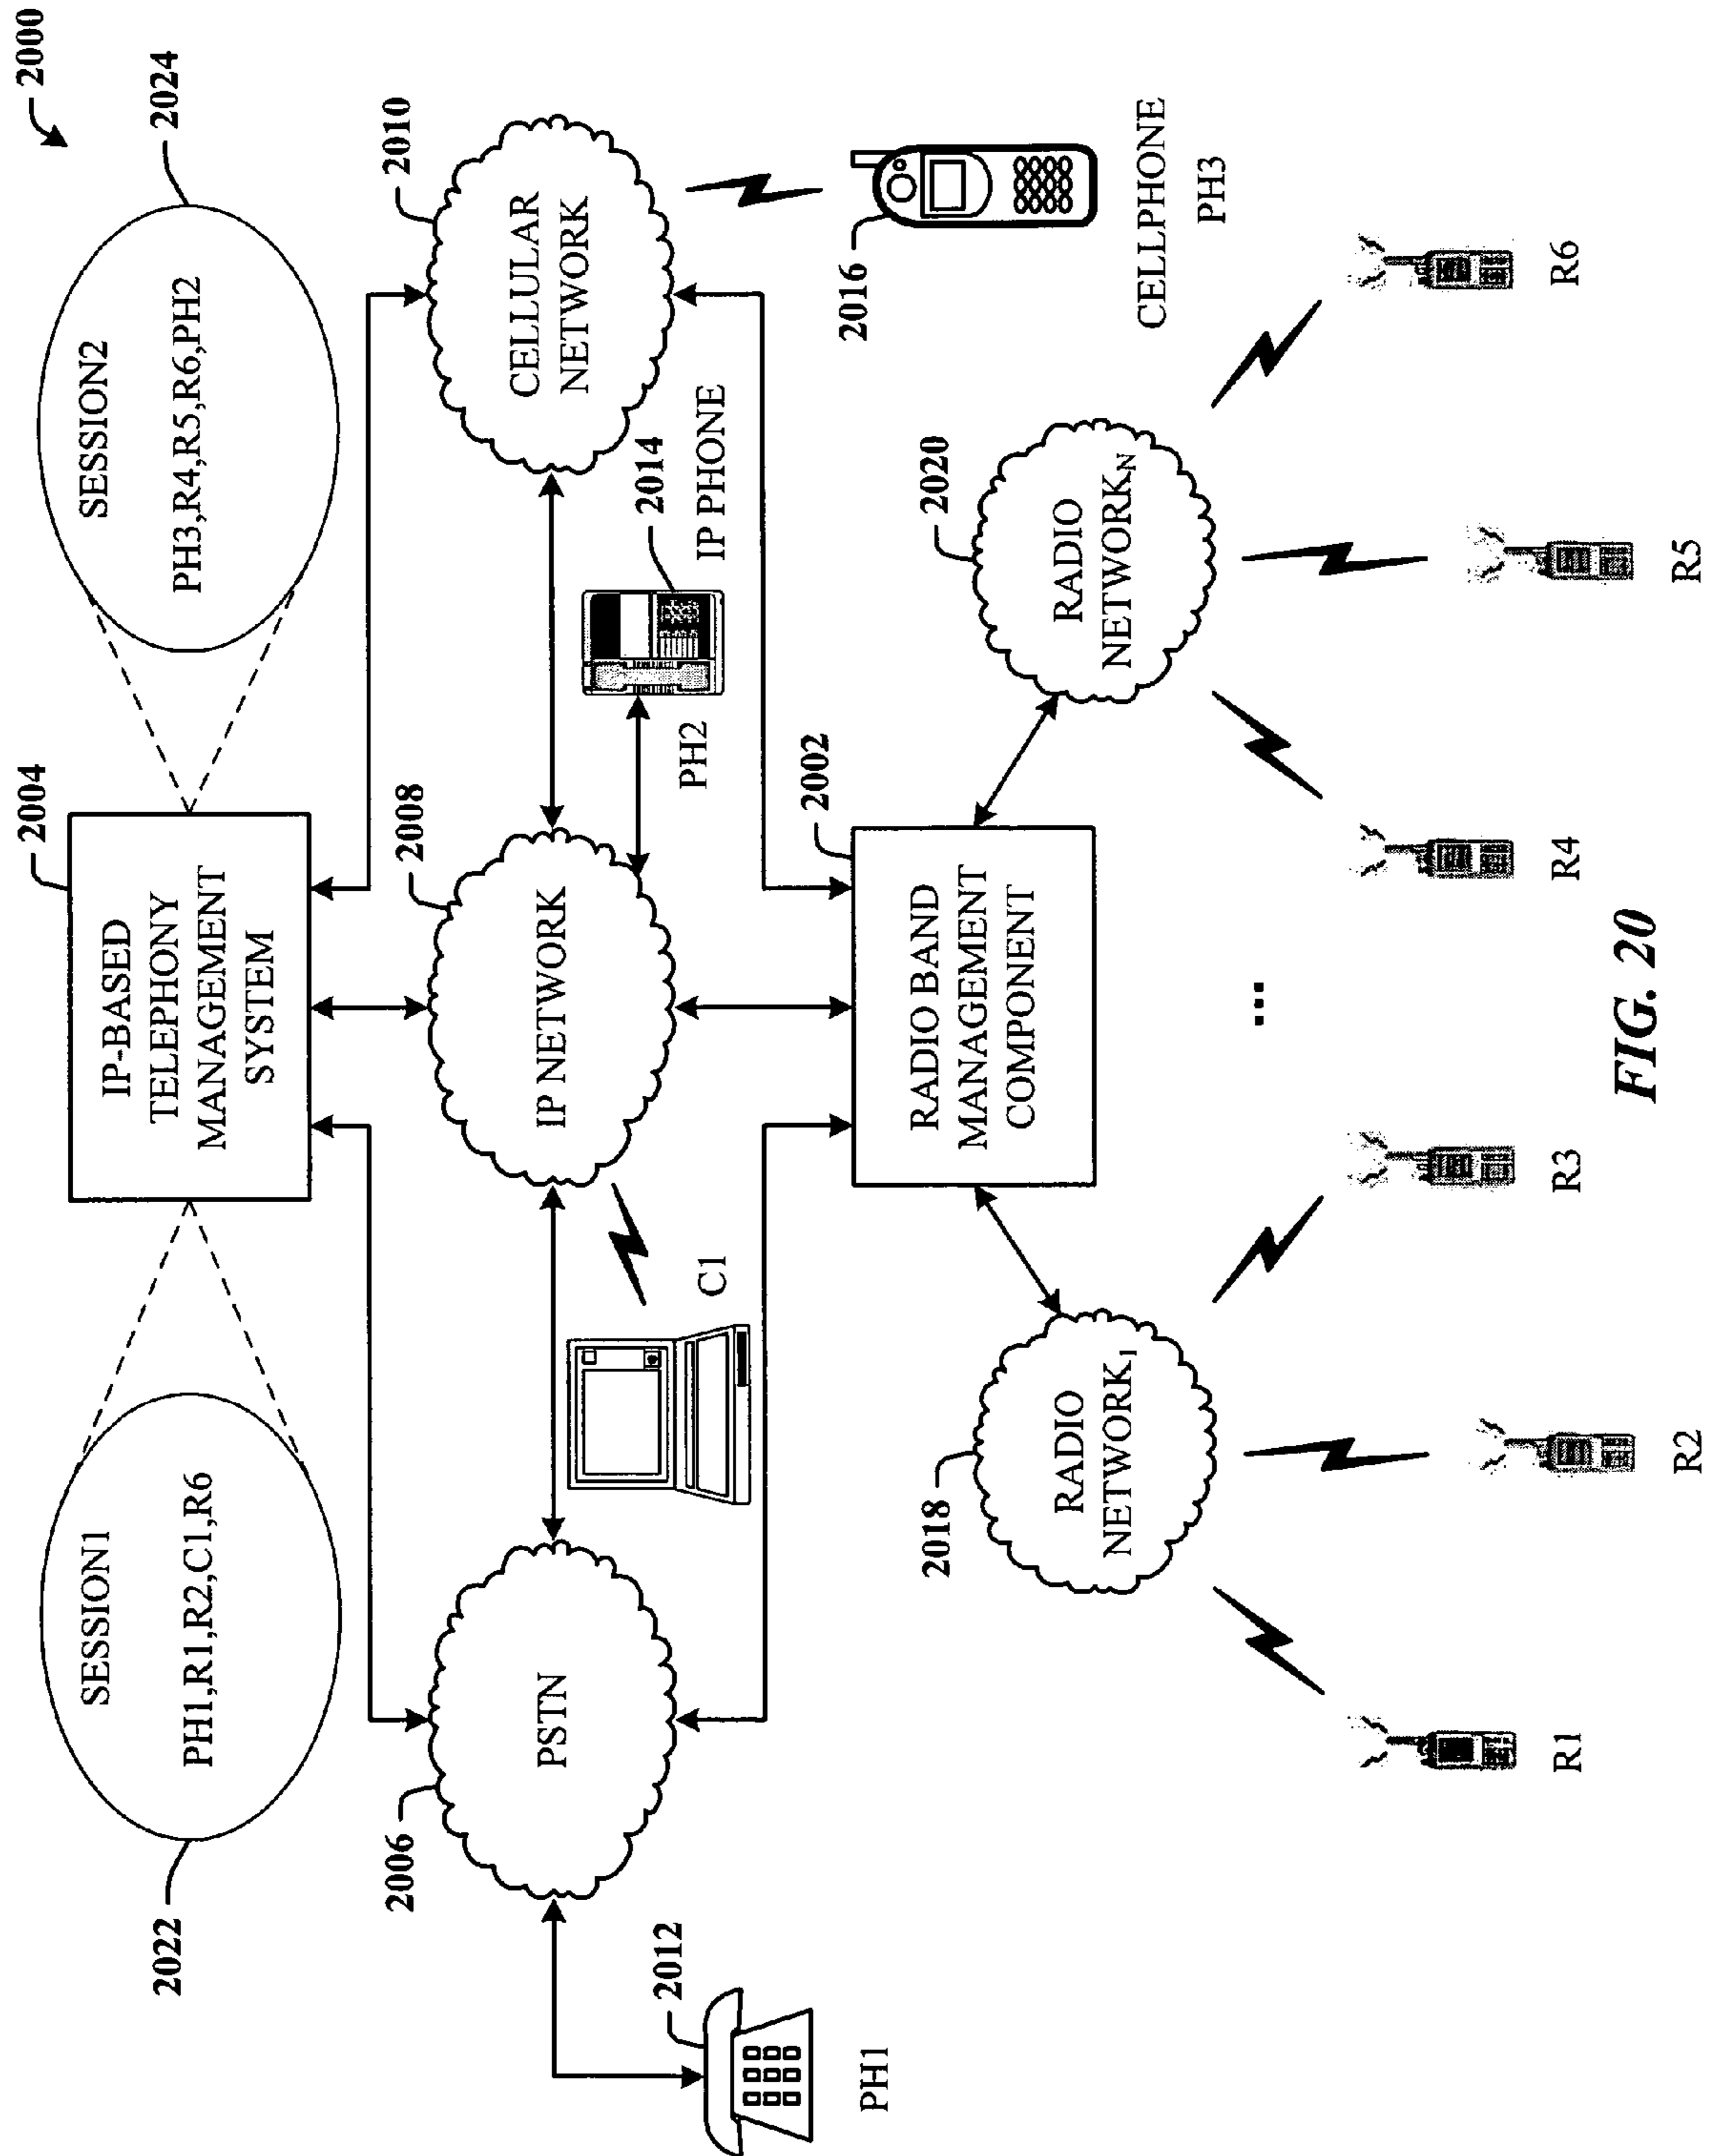 2000
2004
2022
SESSION1
PH1,R1,R2,C1,R6
IP-BASED
TELEPHONY
MANAGEMENT
SYSTEM
SESSION2
PH3,R4,R5,R6,PH2
2024
2006
PSTN
2008
IP NETWORK
2010
CELLULAR
NETWORK
2012
PH1
C1
PH2
2014
IP PHONE
2016
CELLPHONE
PH3
2002
RADIO BAND
MANAGEMENT
COMPONENT
2018
RADIO
NETWORK1
2020
RADIO
NETWORKN
...
R1
R2
R3
R4
R5
R6
FIG. 20